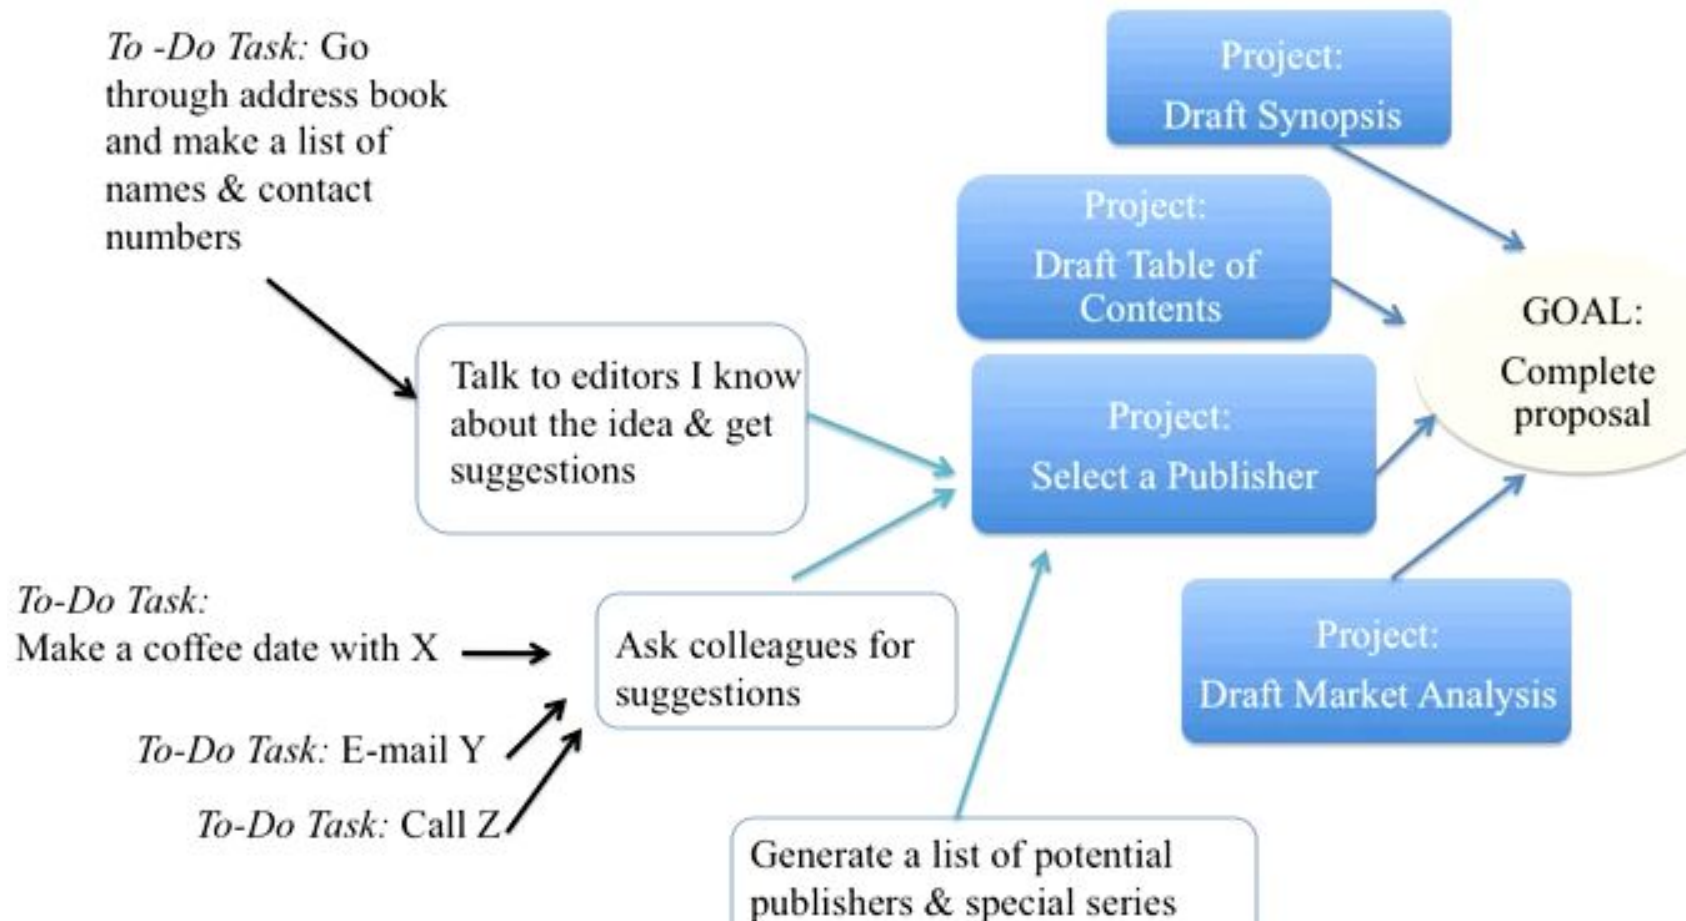 To -Do Task: Go
through address book
and make a list of
names & contact
numbers
Project:
Draft Synopsis
Project:
Draft Table of
Contents
GOAL:
Complete
proposal
Talk to editors I know
about the idea & get
suggestions
Project:
Select a Publisher
To-Do Task:
Make a coffee date with X
Ask colleagues for
suggestions
Project:
Draft Market Analysis
To-Do Task: E-mail Y
To-Do Task: Call Z
Generate a list of potential
publishers & special series